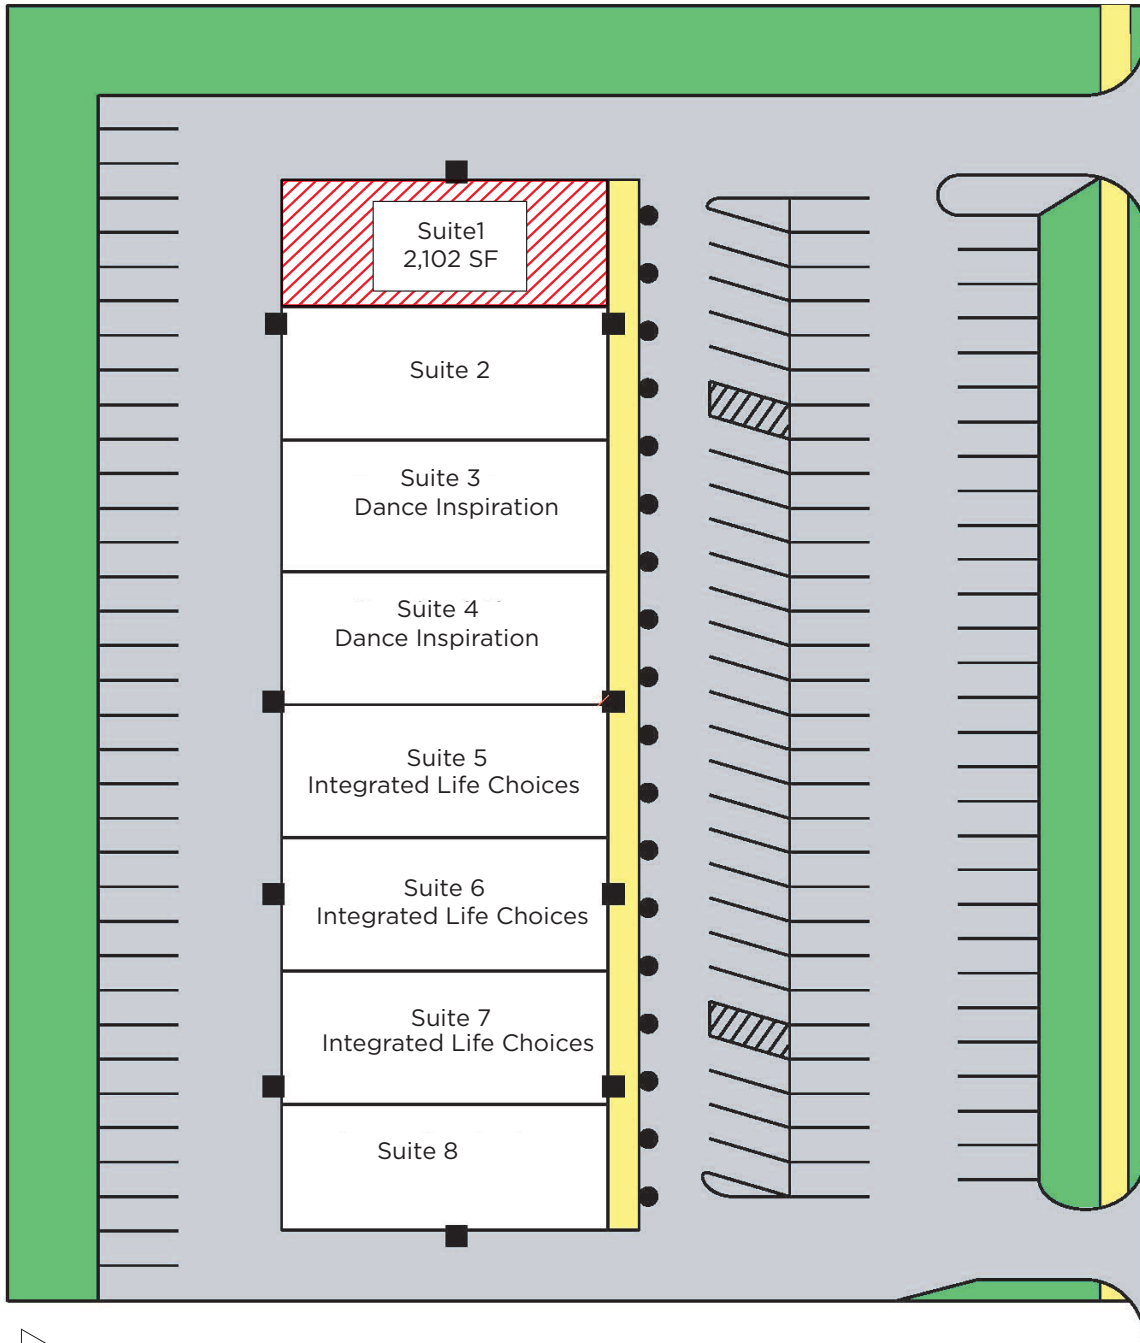 Suite1
2,102 SF
Suite 2
Suite 3
Dance Inspiration
Suite 4
Dance Inspiration
Suite 5
Integrated Life Choices
Suite 6
Integrated Life Choices
Suite 7
Integrated Life Choices
Suite 8